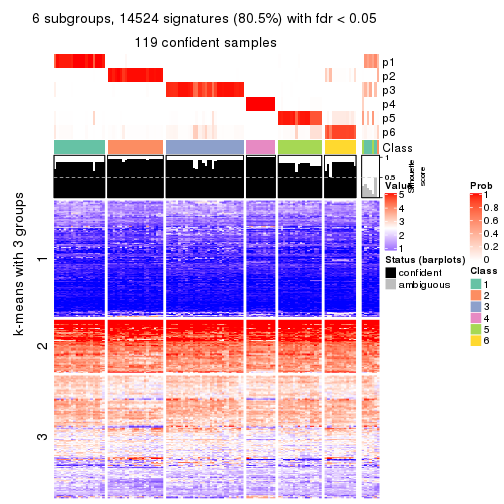 6 subgroups, 14524 signatures (80.5%) with fdr < 0.05
119 confident samples
p1
p2
p3
p4
p5
p6
Class
1
0.5
0
Silhouette
score
k-means with 3 groups
1
2
3
Value
5
4
3
2
1
Status (barplots)
confident
ambiguous
Prob
1
0.8
0.6
0.4
0.2
0
Class
1
2
3
4
5
6